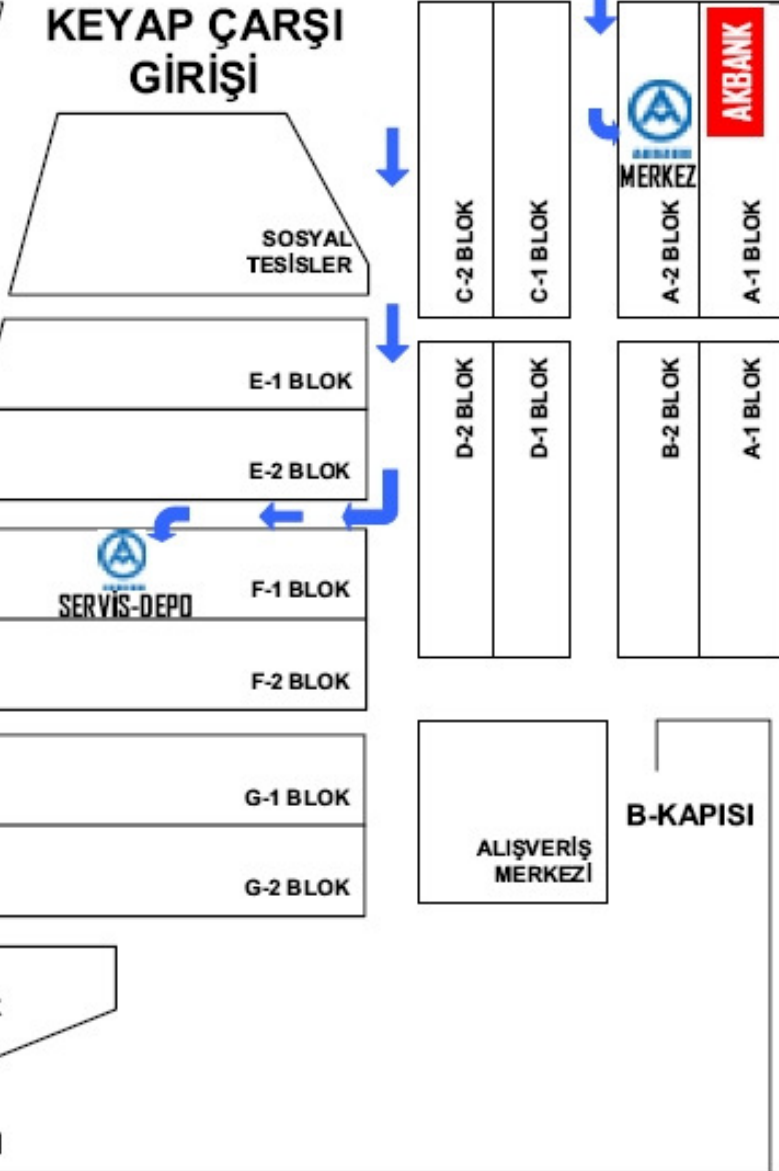 KEYAP ÇARŞI
GİRİŞİ
AKBANK
MERKEZ
SOSYAL
TESİSLER
C-2 BLOK
C-1 BLOK
A-2 BLOK
A-1 BLOK
E-1 BLOK
E-2 BLOK
D-2 BLOK
D-1 BLOK
B-2 BLOK
A-1 BLOK
SERVİS-DEPO
F-1 BLOK
F-2 BLOK
G-1 BLOK
G-2 BLOK
ALIŞVERİŞ
MERKEZİ
B-KAPISI